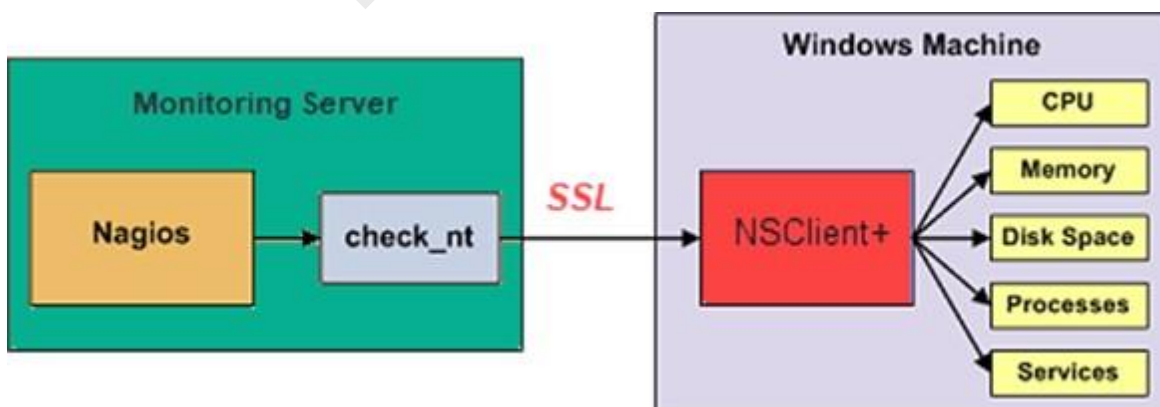 Monitoring Server
Nagios
check_nt
SSL
Windows Machine
NSClient+
CPU
Memory
Disk Space
Processes
Services